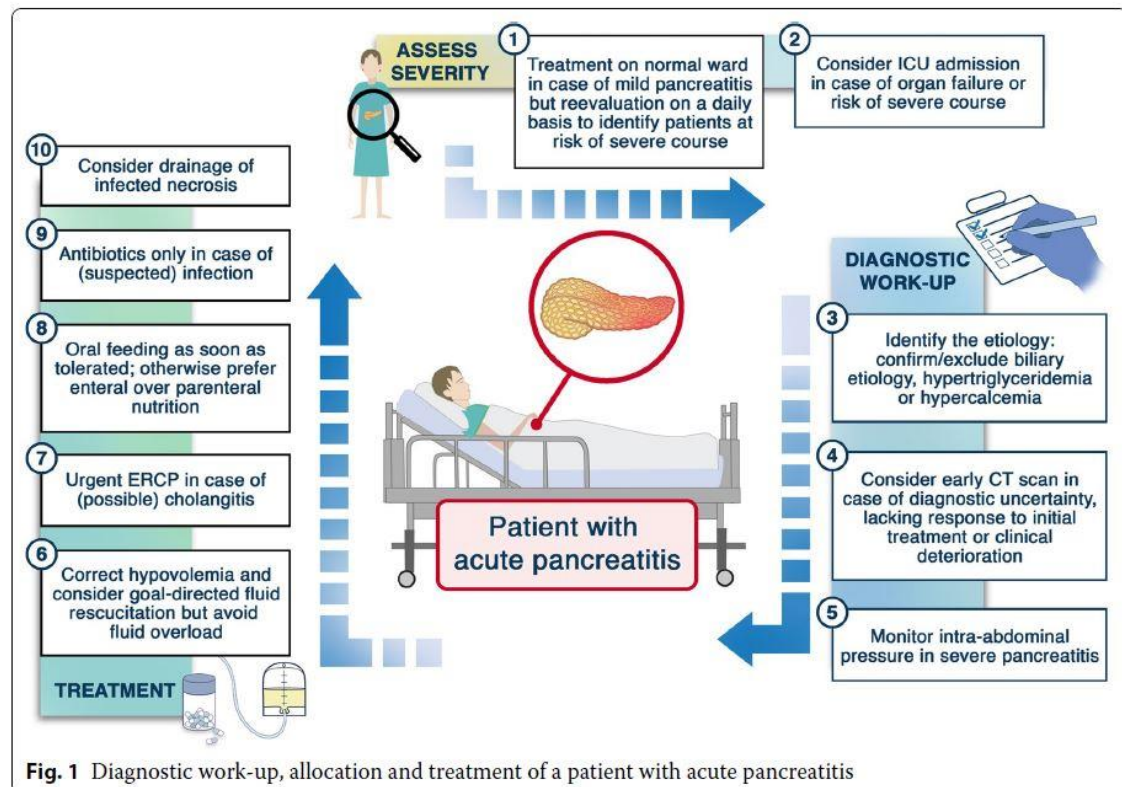 ASSESS
SEVERITY
1
Treatment on normal ward
in case of mild pancreatitis
but reevaluation on a daily
basis to identify patients at
risk of severe course
2
Consider ICU admission
in case of organ failure or
risk of severe course
DIAGNOSTIC
WORK-UP
3
Identify the etiology:
confirm/exclude biliary
etiology, hypertriglyceridemia
or hypercalcemia
4
Consider early CT scan in
case of diagnostic uncertainty,
lacking response to initial
treatment or clinical
deterioration
5
Monitor intra-abdominal
pressure in severe pancreatitis
Patient with
acute pancreatitis
10
Consider drainage of
infected necrosis
9
Antibiotics only in case of
(suspected) infection
8
Oral feeding as soon as
tolerated; otherwise prefer
enteral over parenteral
nutrition
7
Urgent ERCP in case of
(possible) cholangitis
6
Correct hypovolemia and
consider goal-directed fluid
rescucitation but avoid
fluid overload
TREATMENT
Fig. 1 Diagnostic work-up, allocation and treatment of a patient with acute pancreatitis